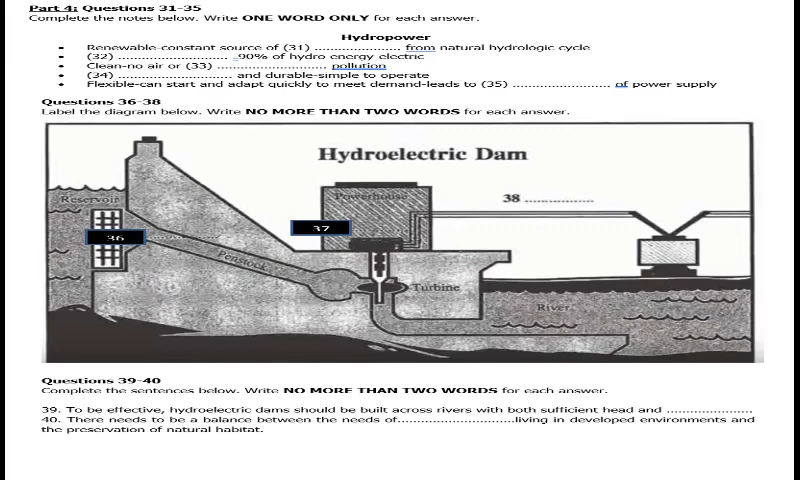 Part 4: Questions 31-35
Complete the notes below. Write ONE WORD ONLY for each answer.
Hydropower
• Renewable-constant source of (31) ........................ from natural hydrologic cycle
• (32) .............................. -90% of hydro energy electric
• Clean-no air or (33) ............................. pollution
• (34) .............................. and durable-simple to operate
• Flexible-can start and adapt quickly to meet demand-leads to (35) .......................... of power supply
Questions 36-38
Label the diagram below. Write NO MORE THAN TWO WORDS for each answer.
Hydroelectric Dam
Reservoir
Powerhouse
38 ..................
37
36 ..................
Penstock
Turbine
River
Questions 39-40
Complete the sentences below. Write NO MORE THAN TWO WORDS for each answer.
39. To be effective, hydroelectric dams should be built across rivers with both sufficient head and ......................
40. There needs to be a balance between the needs of..............................living in developed environments and
the preservation of natural habitat.